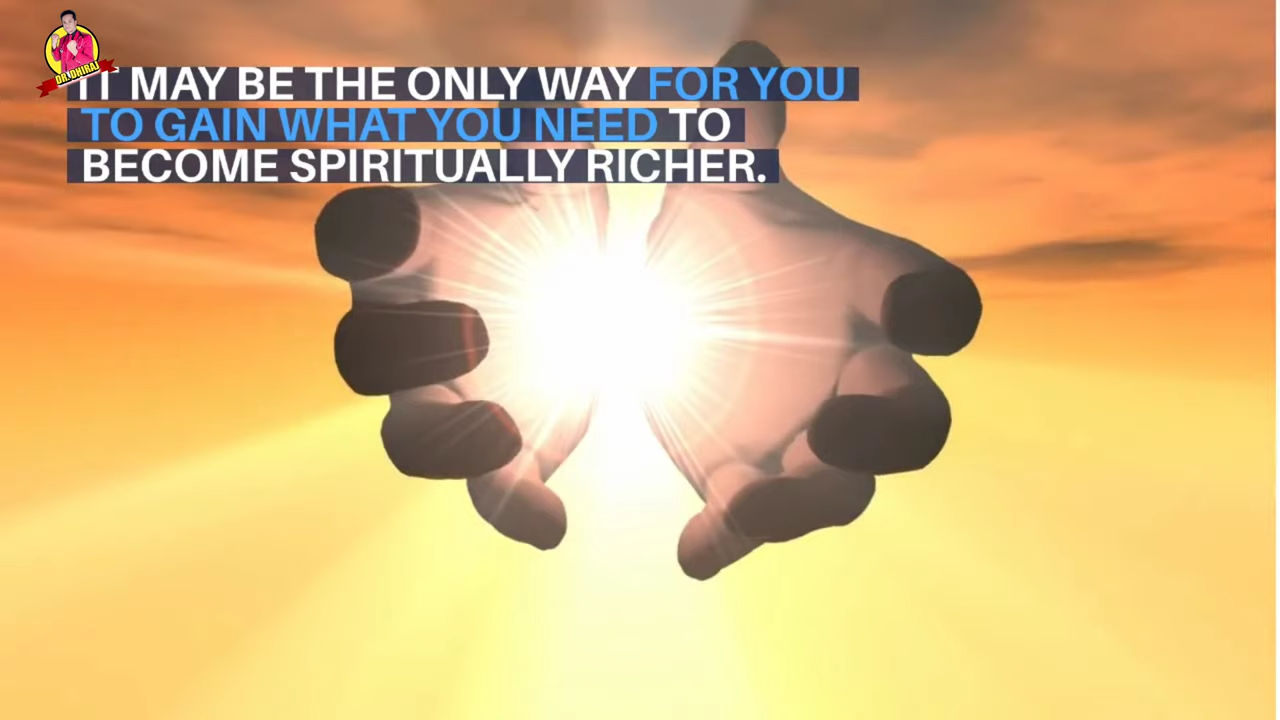 DR. DHIRAJ
IT MAY BE THE ONLY WAY FOR YOU
TO GAIN WHAT YOU NEED TO
BECOME SPIRITUALLY RICHER.